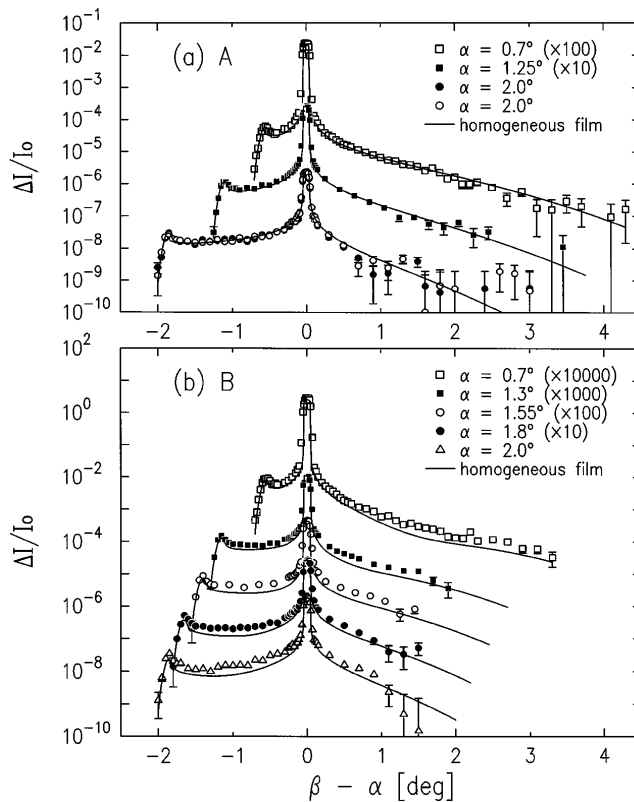 10^-1
10^-2
10^-3
10^-4
10^-5
10^-6
10^-7
10^-8
10^-9
10^-10
ΔI/Io
(a) A
□ α = 0.7° (×100)
■ α = 1.25° (×10)
● α = 2.0°
○ α = 2.0°
— homogeneous film
-2 -1 0 1 2 3 4
10^2
10^0
10^-2
10^-4
10^-6
10^-8
10^-10
ΔI/Io
(b) B
□ α = 0.7° (×10000)
■ α = 1.3° (×1000)
○ α = 1.55° (×100)
● α = 1.8° (×10)
△ α = 2.0°
— homogeneous film
-2 -1 0 1 2 3 4
β - α [deg]